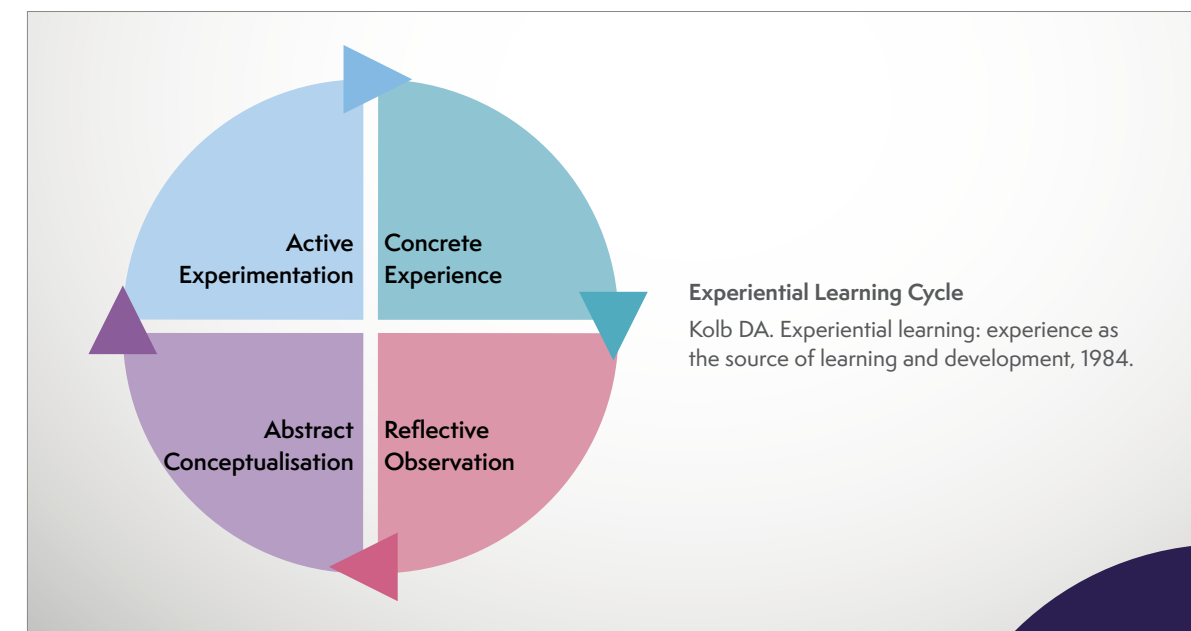 Active
Experimentation
Concrete
Experience
Abstract
Conceptualisation
Reflective
Observation
Experiential Learning Cycle
Kolb DA. Experiential learning: experience as
the source of learning and development, 1984.